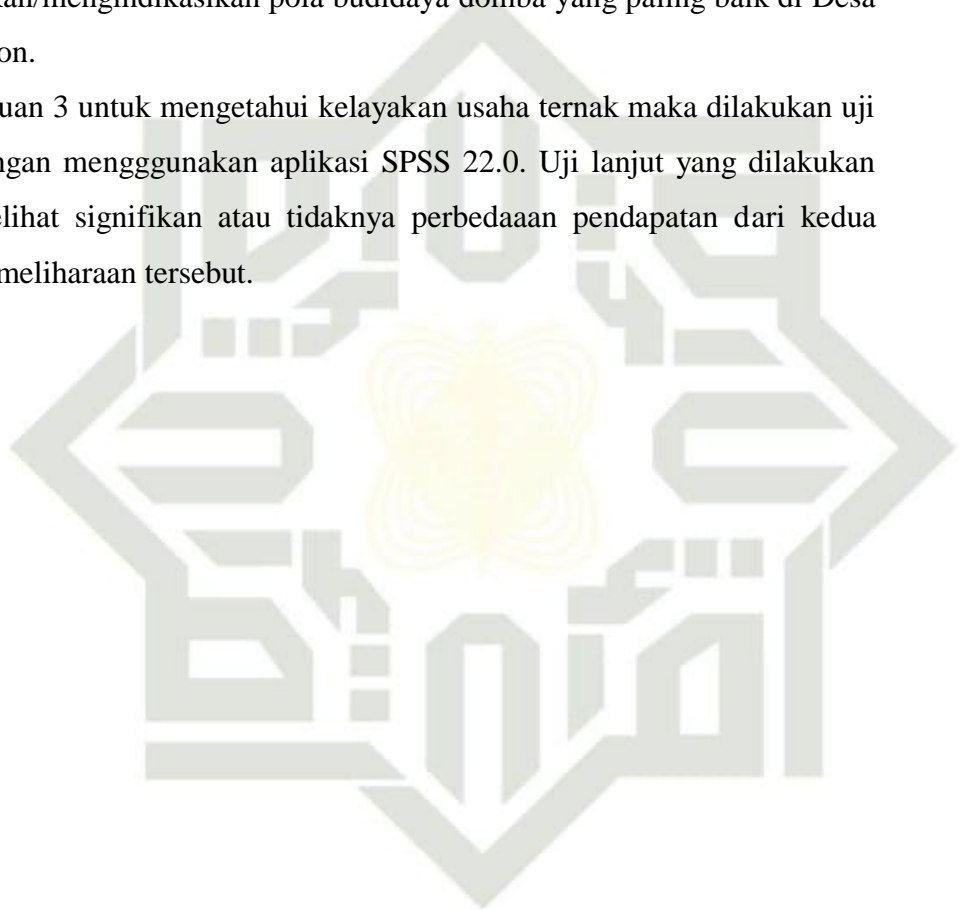 an/mengindikasikan pola budidaya domba yang paling baik di Desa
on.
uan 3 untuk mengetahui kelayakan usaha ternak maka dilakukan uji
ngan mengggunakan aplikasi SPSS 22.0. Uji lanjut yang dilakukan
elihat signifikan atau tidaknya perbedaaan pendapatan dari kedua
meliharaan tersebut.